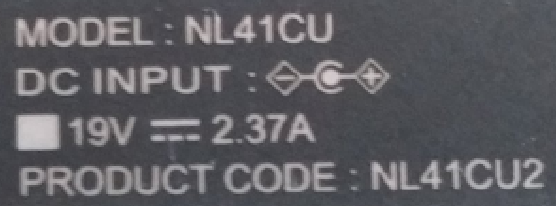 MODEL : NL41CU
DC INPUT :
19V ⎓ 2.37A
PRODUCT CODE : NL41CU2